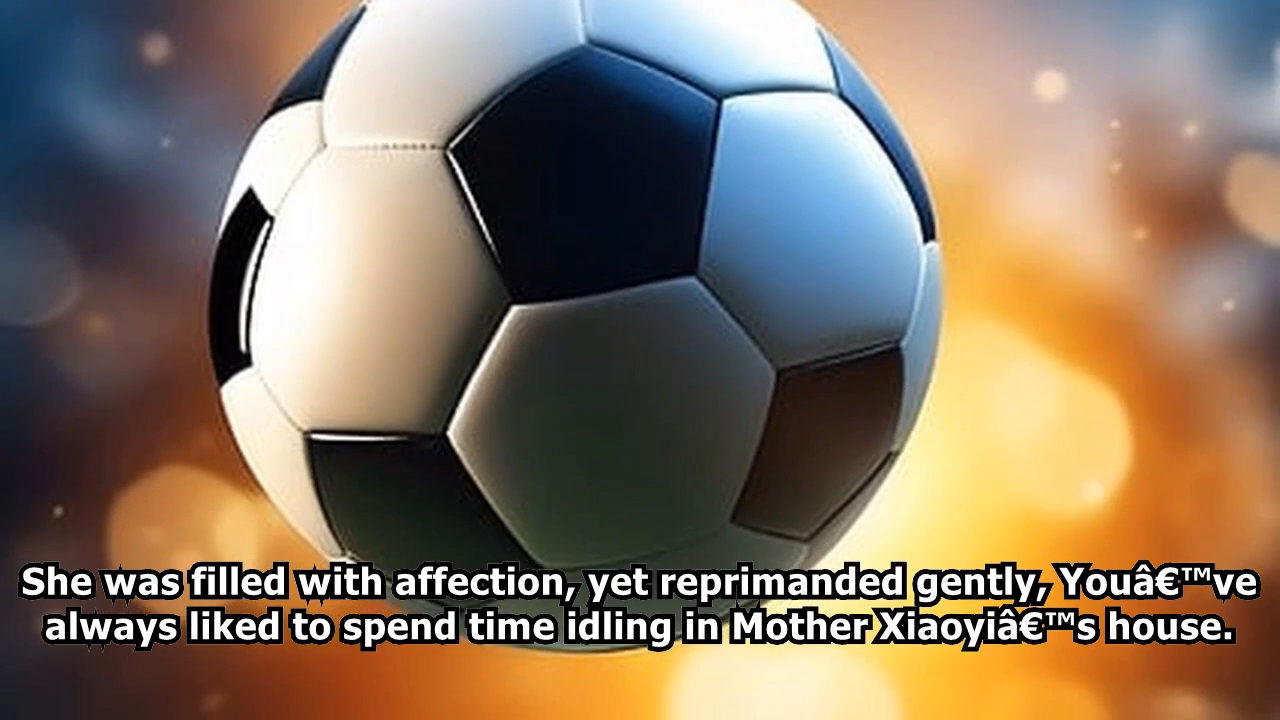 She was filled with affection, yet reprimanded gently, Youâ€™ve
always liked to spend time idling in Mother Xiaoyiâ€™s house.